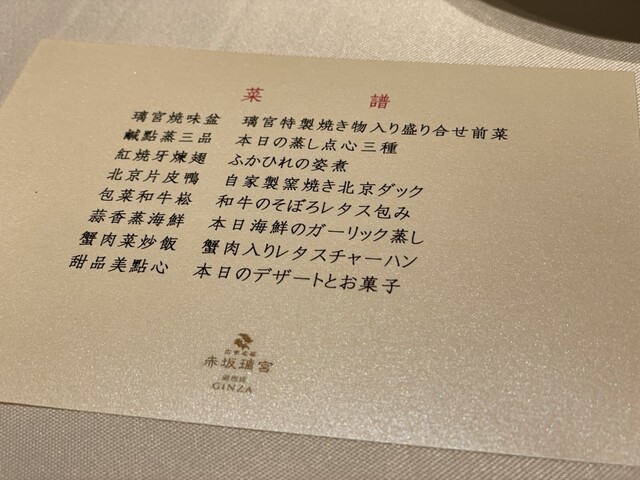 菜 譜
璃宮焼味盆 璃宮特製焼き物入り盛り合せ前菜
鹹點蒸三品 本日の蒸し点心三種
紅焼牙煉翅 ふかひれの姿煮
北京片皮鴨 自家製窯焼き北京ダック
包菜和牛崧 和牛のそぼろレタス包み
蒜香蒸海鮮 本日海鮮のガーリック蒸し
蟹肉菜炒飯 蟹肉入りレタスチャーハン
甜品美點心 本日のデザートとお菓子
赤坂璃宮
銀座店
GINZA